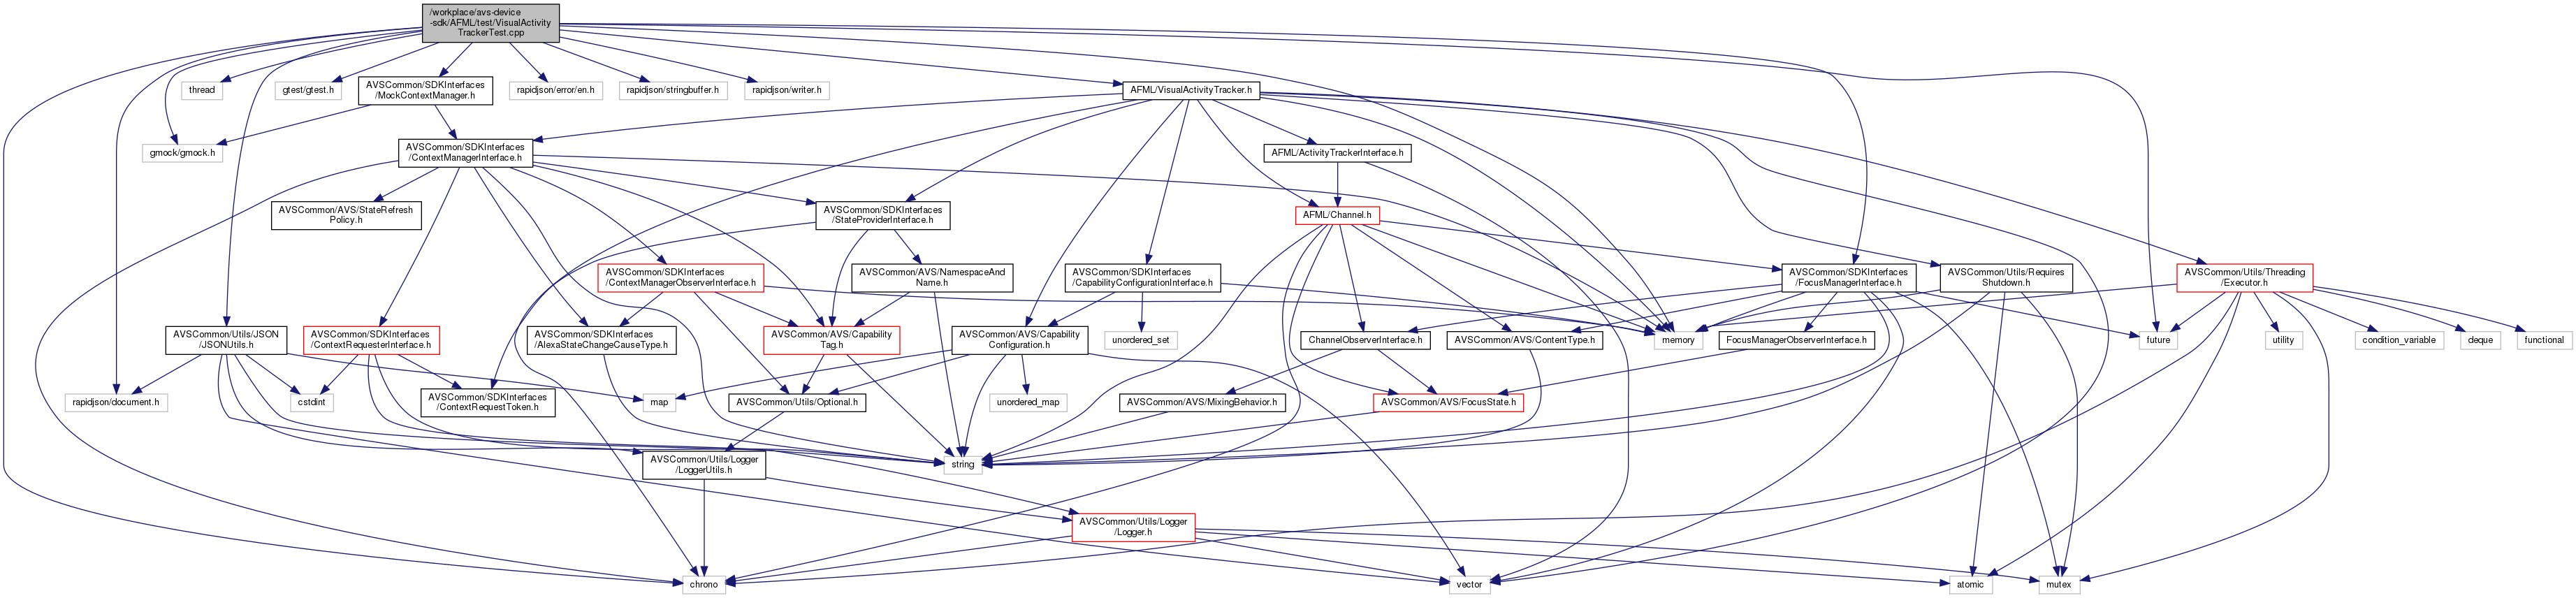 /workplace/avs-device
-sdk/AFML/test/VisualActivity
TrackerTest.cpp
thread
gtest/gtest.h
AVSCommon/SDKInterfaces
/MockContextManager.h
rapidjson/error/en.h
rapidjson/stringbuffer.h
rapidjson/writer.h
AFML/VisualActivityTracker.h
gmock/gmock.h
AVSCommon/SDKInterfaces
/ContextManagerInterface.h
AFML/ActivityTrackerInterface.h
AVSCommon/AVS/StateRefresh
Policy.h
AVSCommon/SDKInterfaces
/StateProviderInterface.h
AFML/Channel.h
AVSCommon/SDKInterfaces
/ContextManagerObserverInterface.h
AVSCommon/AVS/NamespaceAnd
Name.h
AVSCommon/SDKInterfaces
/CapabilityConfigurationInterface.h
AVSCommon/SDKInterfaces
/FocusManagerInterface.h
AVSCommon/Utils/Requires
Shutdown.h
AVSCommon/Utils/Threading
/Executor.h
AVSCommon/Utils/JSON
/JSONUtils.h
AVSCommon/SDKInterfaces
/ContextRequesterInterface.h
AVSCommon/SDKInterfaces
/AlexaStateChangeCauseType.h
AVSCommon/AVS/Capability
Tag.h
AVSCommon/AVS/Capability
Configuration.h
unordered_set
ChannelObserverInterface.h
AVSCommon/AVS/ContentType.h
memory
FocusManagerObserverInterface.h
future
utility
condition_variable
deque
functional
rapidjson/document.h
cstdint
AVSCommon/SDKInterfaces
/ContextRequestToken.h
map
AVSCommon/Utils/Optional.h
unordered_map
AVSCommon/AVS/MixingBehavior.h
AVSCommon/AVS/FocusState.h
AVSCommon/Utils/Logger
/LoggerUtils.h
string
AVSCommon/Utils/Logger
/Logger.h
chrono
vector
atomic
mutex